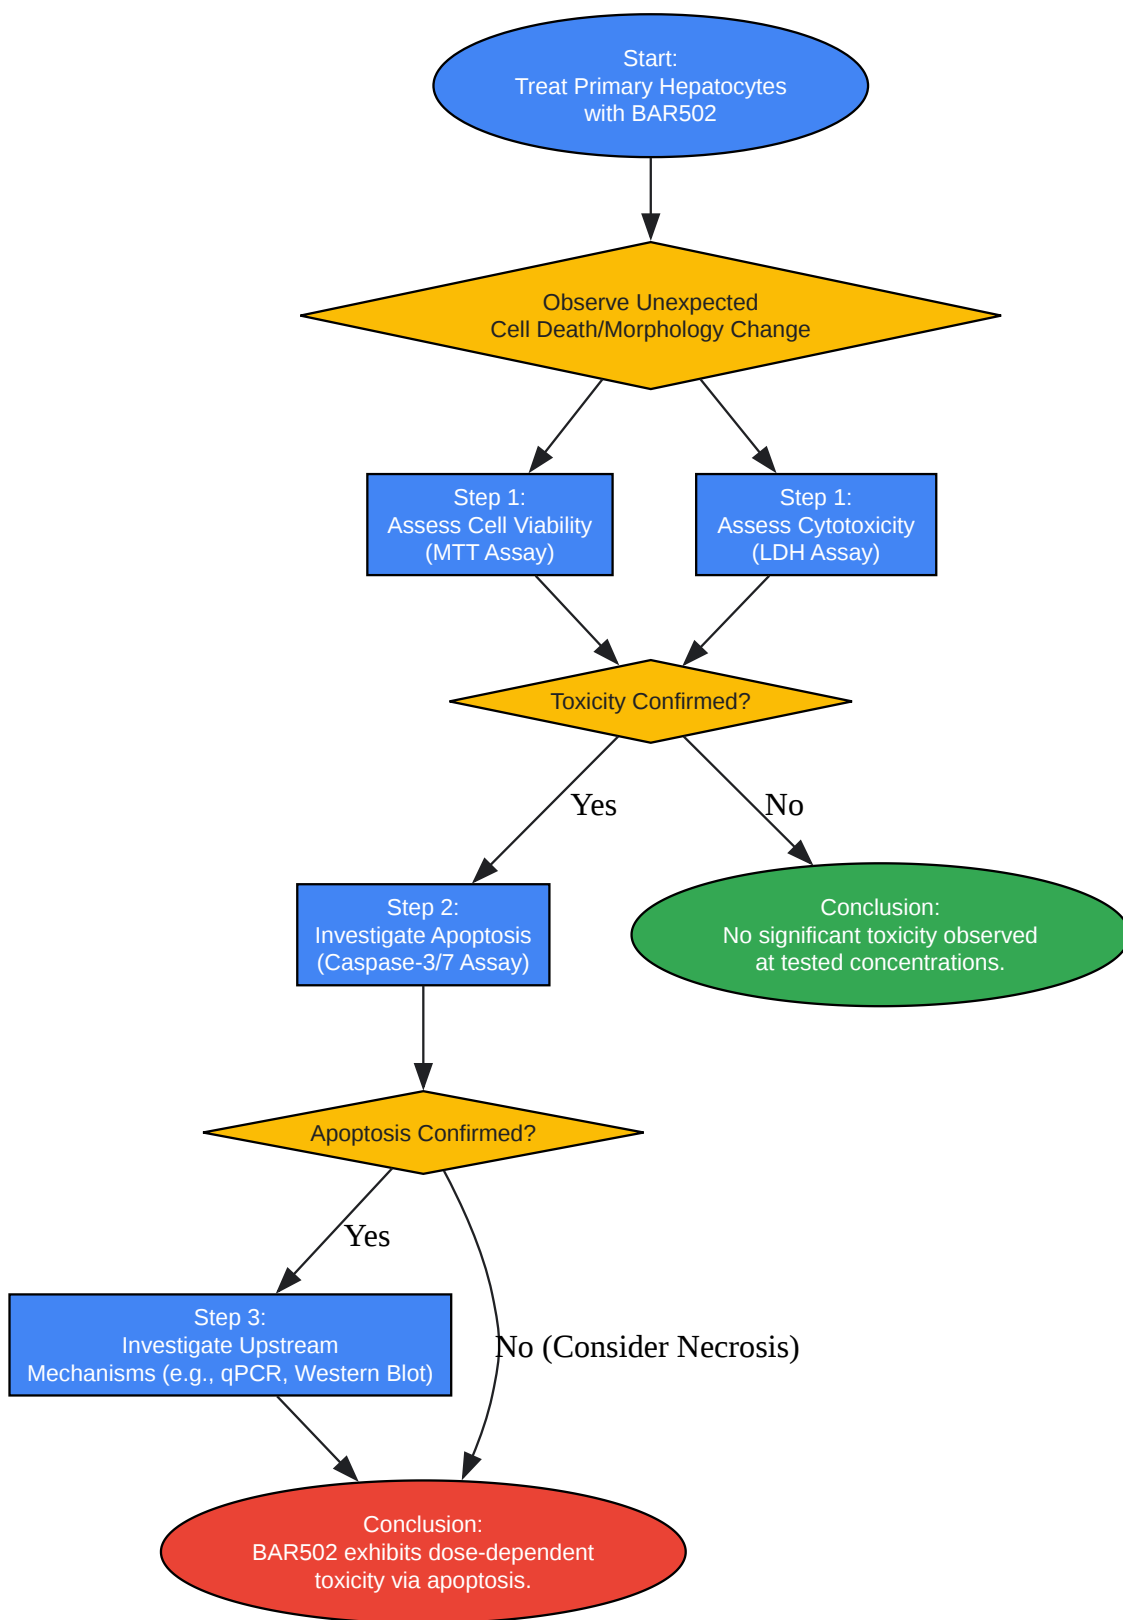 Start:
Treat Primary Hepatocytes
with BAR502
Observe Unexpected
Cell Death/Morphology Change
Step 1:
Assess Cell Viability
(MTT Assay)
Step 1:
Assess Cytotoxicity
(LDH Assay)
Toxicity Confirmed?
Yes
No
Step 2:
Investigate Apoptosis
(Caspase-3/7 Assay)
Conclusion:
No significant toxicity observed
at tested concentrations.
Apoptosis Confirmed?
Yes
No (Consider Necrosis)
Step 3:
Investigate Upstream
Mechanisms (e.g., qPCR, Western Blot)
Conclusion:
BAR502 exhibits dose-dependent
toxicity via apoptosis.